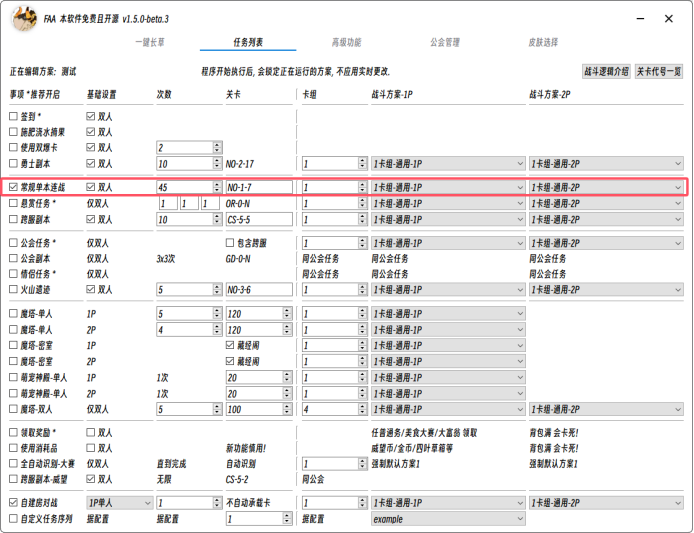 FAA 本软件免费且开源 v1.5.0-beta.3
一键长草 任务列表 高级功能 公会管理 皮肤选择
正在编辑方案: 测试 程序开始执行后, 会锁定正在运行的方案, 不应用实时更改. 战斗逻辑介绍 关卡代号一览
事项 *推荐开启 基础设置 次数 关卡 卡组 战斗方案-1P 战斗方案-2P
签到 * 双人
施肥浇水摘果 双人
使用双爆卡 双人 2
勇士副本 双人 10 NO-2-17 1 1卡组-通用-1P 1卡组-通用-2P
常规单本连战 双人 45 NO-1-7 1 1卡组-通用-1P 1卡组-通用-2P
悬赏任务 * 仅双人 1 1 1 OR-0-N 1 1卡组-通用-1P 1卡组-通用-2P
跨服副本 双人 10 CS-5-5 1 1卡组-通用-1P 1卡组-通用-2P
公会任务 * 仅双人 包含跨服 1 1卡组-通用-1P 1卡组-通用-2P
公会副本 仅双人 3x3次 GD-0-N 同公会任务 同公会任务 同公会任务
情侣任务 * 仅双人 同公会任务 同公会任务 同公会任务
火山遗迹 双人 5 NO-3-6 1 1卡组-通用-1P 1卡组-通用-2P
魔塔-单人 1P 5 120 1 1卡组-通用-1P
魔塔-单人 2P 4 120 1 1卡组-通用-1P
魔塔-密室 1P 藏经阁 1 1卡组-通用-1P
魔塔-密室 2P 藏经阁 1 1卡组-通用-1P
萌宠神殿-单人 1P 1次 20 1 1卡组-通用-1P
萌宠神殿-单人 2P 1次 20 1 1卡组-通用-1P
魔塔-双人 仅双人 5 100 4 1卡组-通用-1P 1卡组-通用-2P
领取奖励 * 双人 任普通务/美食大赛/大富翁 领取 背包满 会卡死!
使用消耗品 双人 新功能慎用! 威望币/金币/四叶草箱等 背包满 会卡死!
全自动识别-大赛 仅双人 直到完成 自动识别 1 强制默认方案1 强制默认方案1
跨服副本-威望 双人 无限 CS-5-2 同公会
自建房对战 1P单人 1 不自动承载卡 1 1卡组-通用-1P 1卡组-通用-2P
自定义任务序列 据配置 据配置 1 据配置 example